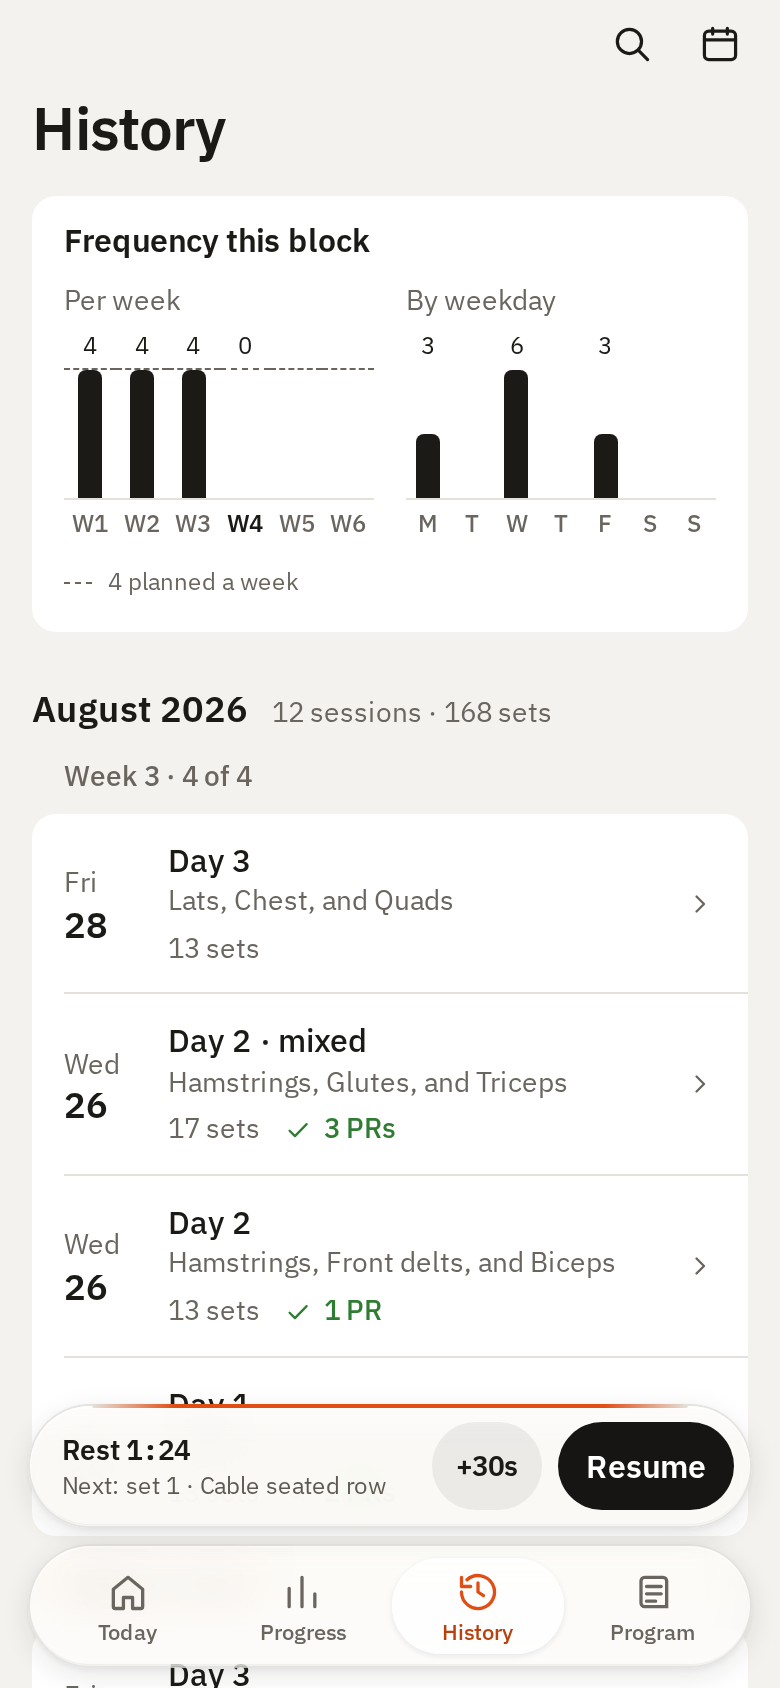 History
Frequency this block
Per week
4 4 4 0
W1 W2 W3 W4 W5 W6
4 planned a week
By weekday
3 6 3
M T W T F S S
August 2026 12 sessions · 168 sets
Week 3 · 4 of 4
Fri
28
Day 3
Lats, Chest, and Quads
13 sets
Wed
26
Day 2 · mixed
Hamstrings, Glutes, and Triceps
17 sets 3 PRs
Wed
26
Day 2
Hamstrings, Front delts, and Biceps
13 sets 1 PR
Day 1
Rest 1:24
Next: set 1 · Cable seated row
+30s
Resume
Today
Progress
History
Program
Fri
Day 3